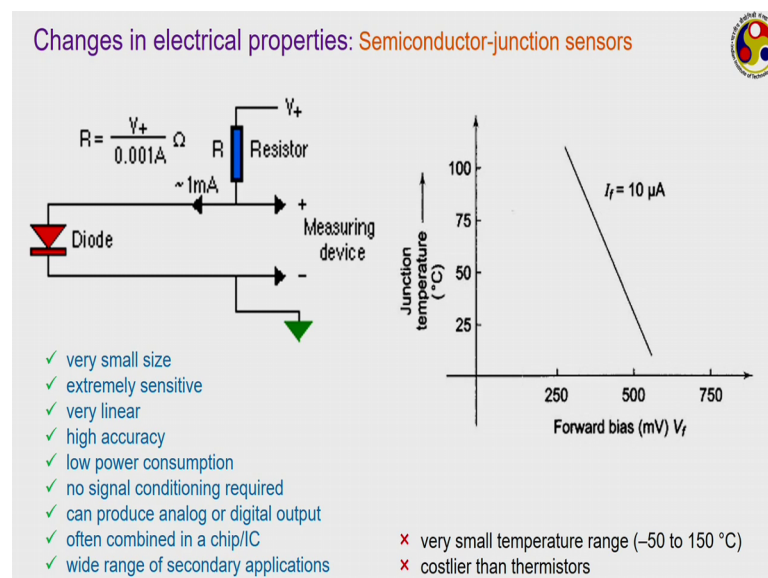 Changes in electrical properties: Semiconductor-junction sensors
V+
R = V+ / 0.001A Ω
R Resistor
~1mA
+
Diode
Measuring
device
−
Junction
temperature
(°C)
100
75
50
25
I_f = 10 µA
250 500 750
Forward bias (mV) V_f
✓ very small size
✓ extremely sensitive
✓ very linear
✓ high accuracy
✓ low power consumption
✓ no signal conditioning required
✓ can produce analog or digital output
✓ often combined in a chip/IC
✓ wide range of secondary applications
× very small temperature range (–50 to 150 °C)
× costlier than thermistors